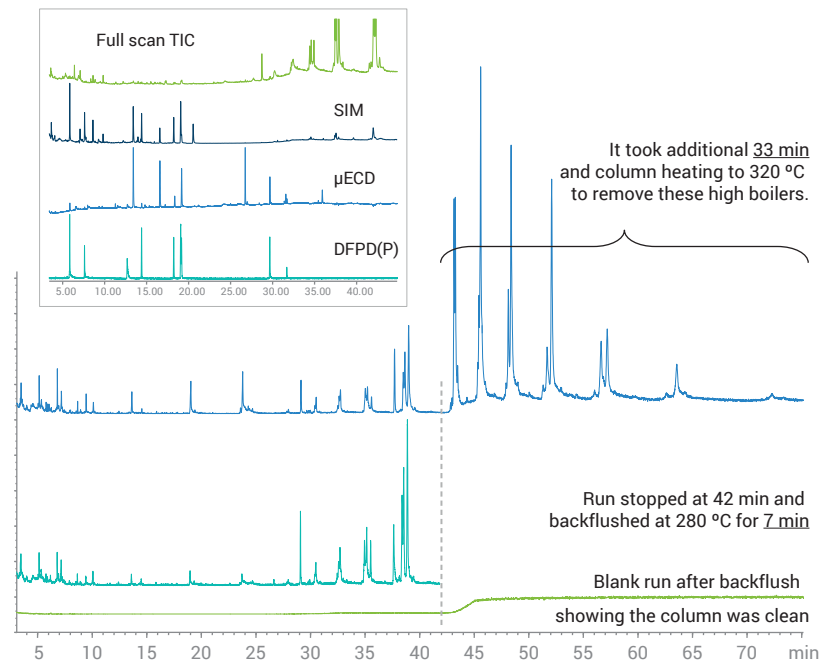 Full scan TIC
SIM
µECD
DFPD(P)
5.00 10.00 15.00 20.00 25.00 30.00 35.00 40.00
It took additional 33 min
and column heating to 320 ºC
to remove these high boilers.
Run stopped at 42 min and
backflushed at 280 ºC for 7 min
Blank run after backflush
showing the column was clean
5 10 15 20 25 30 35 40 45 50 55 60 65 70 min